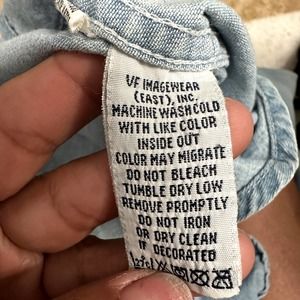 VF IMAGEWEAR
(EAST), INC.
MACHINE WASH COLD
WITH LIKE COLOR
INSIDE OUT
COLOR MAY MIGRATE
DO NOT BLEACH
TUMBLE DRY LOW
REMOVE PROMPTLY
DO NOT IRON
OR DRY CLEAN
IF DECORATED